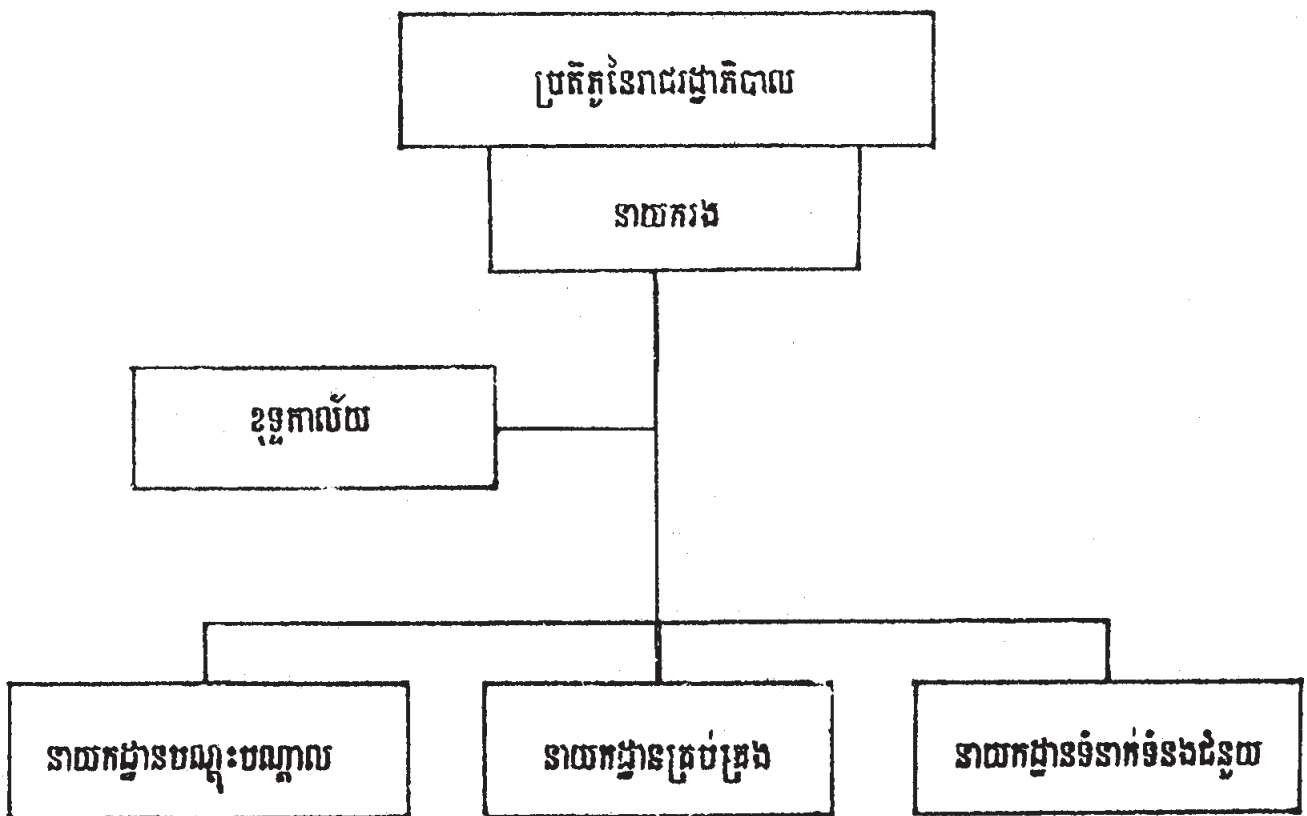 ប្រតិភូនៃរាជរដ្ឋាភិបាល
នាយករង
ខុទ្ទកាល័យ
នាយកដ្ឋានបណ្តុះបណ្តាល
នាយកដ្ឋានគ្រប់គ្រង
នាយកដ្ឋានទំនាក់ទំនងជំនួយ